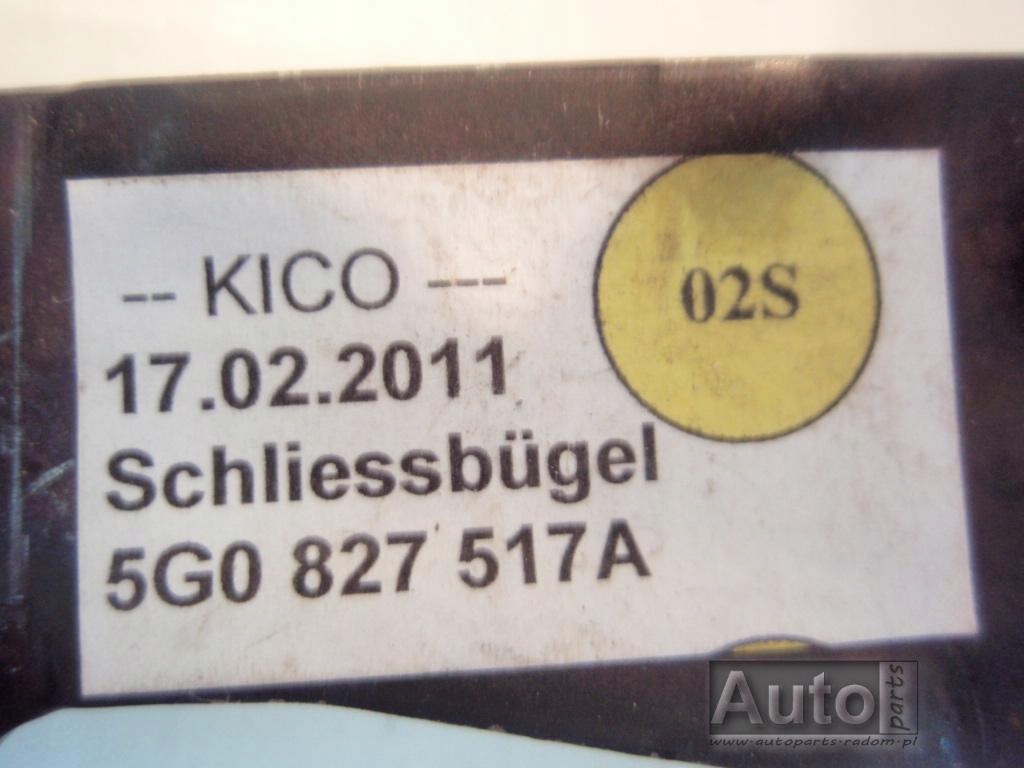 -- KICO ---
02S
17.02.2011
Schliessbügel
5G0 827 517A
Auto parts
www.autoparts-radom.pl